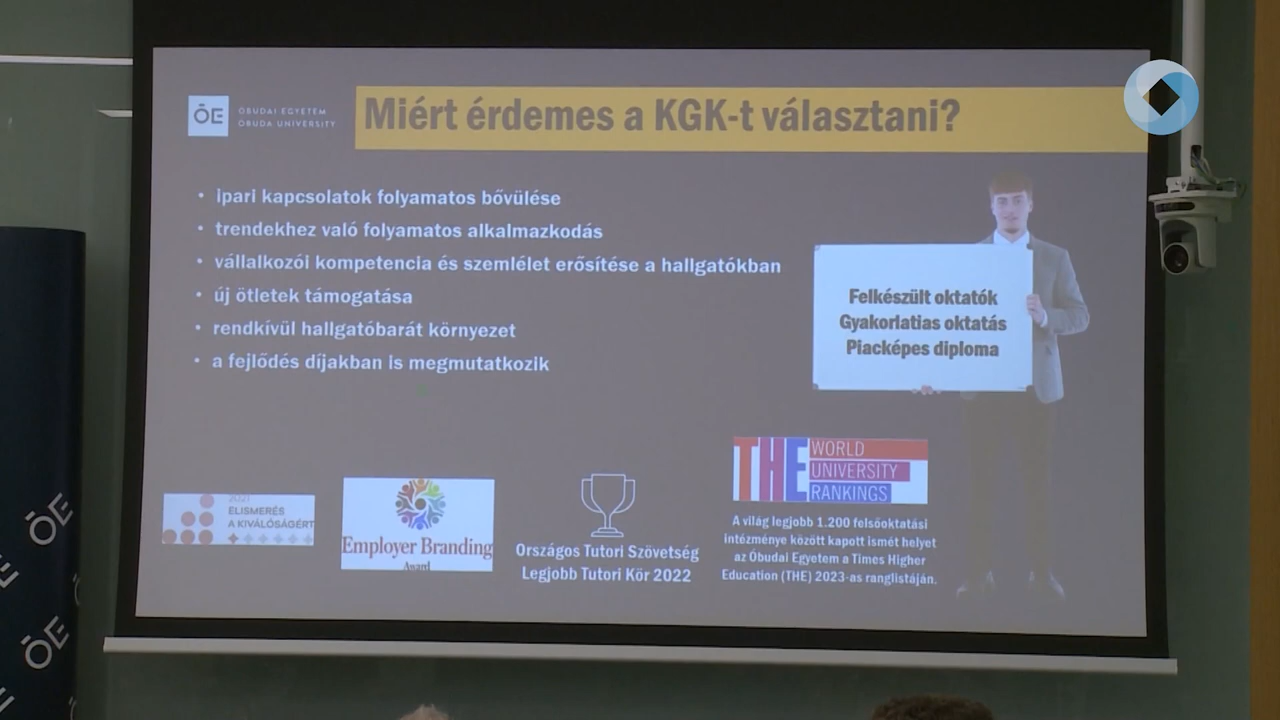 ŌE
ÓBUDAI EGYETEM
ÓBUDA UNIVERSITY
Miért érdemes a KGK-t választani?
• ipari kapcsolatok folyamatos bővülése
• trendekhez való folyamatos alkalmazkodás
• vállalkozói kompetencia és szemlélet erősítése a hallgatókban
• új ötletek támogatása
• rendkívül hallgatóbarát környezet
• a fejlődés díjakban is megmutatkozik
Felkészült oktatók
Gyakorlatias oktatás
Piacképes diploma
2021
ELISMERÉS
A KIVÁLÓSÁGÉRT
Employer Branding
Award
Országos Tutori Szövetség
Legjobb Tutori Kör 2022
THE
WORLD
UNIVERSITY
RANKINGS
A világ legjobb 1.200 felsőoktatási
intézménye között kapott ismét helyet
az Óbudai Egyetem a Times Higher
Education (THE) 2023-as ranglistáján.
ŌE
ŌE